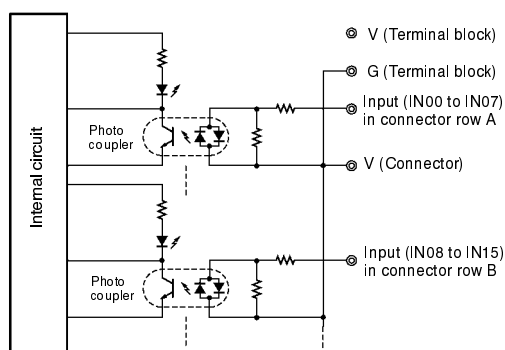 V (Terminal block)
G (Terminal block)
Input (IN00 to IN07)
in connector row A
Photo
coupler
V (Connector)
Internal circuit
Input (IN08 to IN15)
in connector row B
Photo
coupler